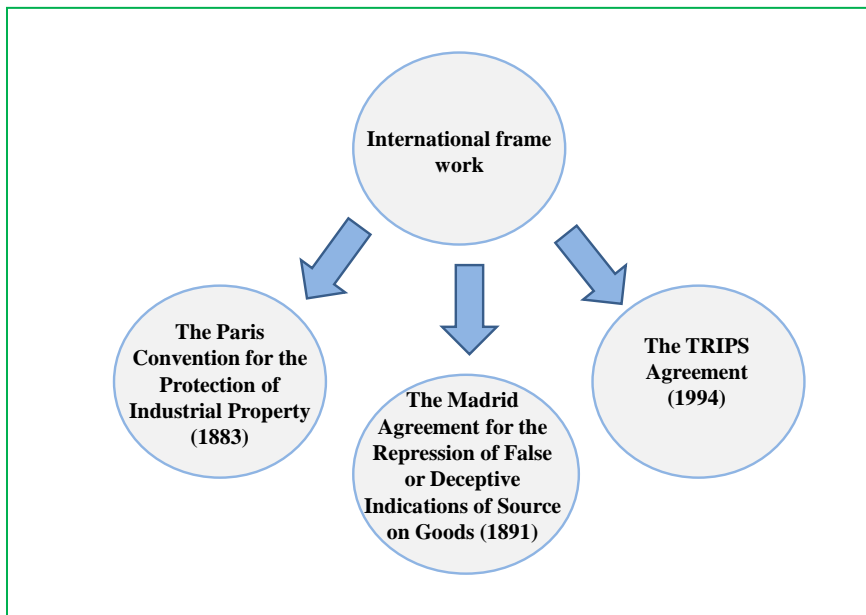 International frame
work
The Paris
Convention for the
Protection of
Industrial Property
(1883)
The Madrid
Agreement for the
Repression of False
or Deceptive
Indications of Source
on Goods (1891)
The TRIPS
Agreement
(1994)